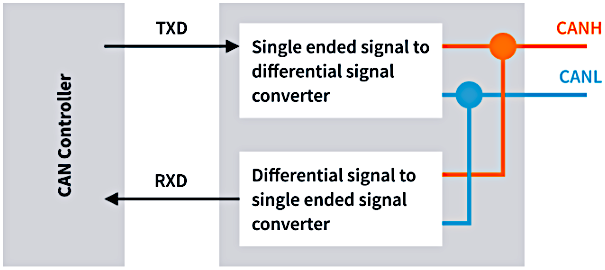 TXD
CANH
Single ended signal to
differential signal
converter
CANL
CAN Controller
RXD
Differential signal to
single ended signal
converter